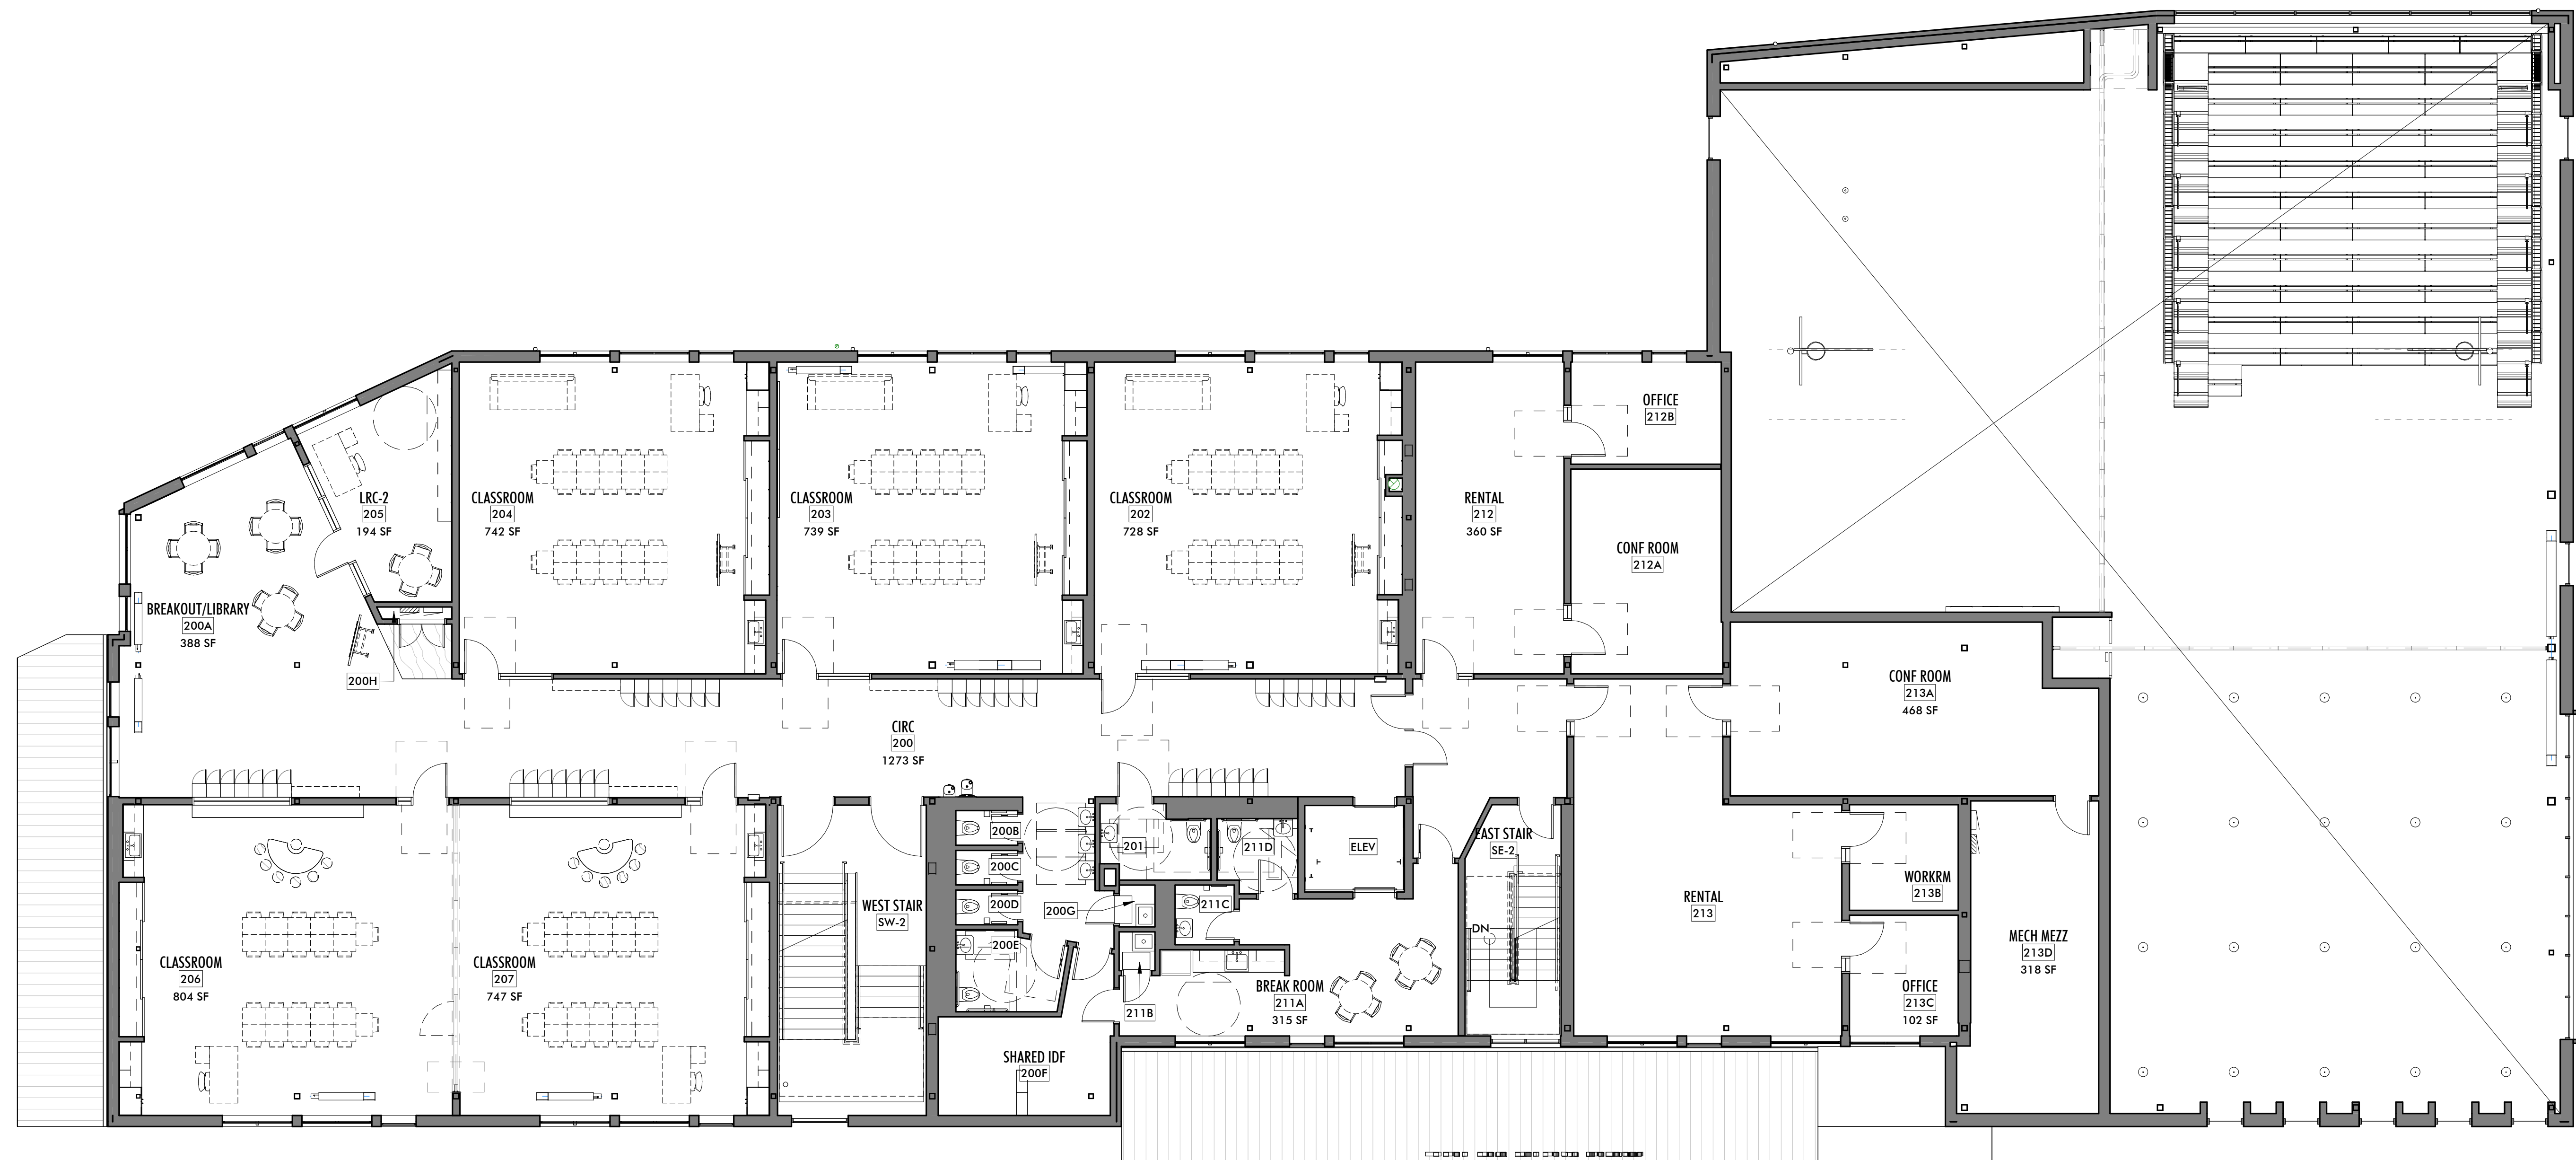 OFFICE
212B
LRC-2
205
194 SF
CLASSROOM
204
742 SF
CLASSROOM
203
739 SF
CLASSROOM
202
728 SF
RENTAL
212
360 SF
CONF ROOM
212A
BREAKOUT/LIBRARY
200A
388 SF
200H
CONF ROOM
213A
468 SF
CIRC
200
1273 SF
200B
200C
200D
200E
201
211D
ELEV
EAST STAIR
SE-2
DN
WEST STAIR
SW-2
200G
211C
RENTAL
213
WORKRM
213B
MECH MEZZ
213D
318 SF
CLASSROOM
206
804 SF
CLASSROOM
207
747 SF
211B
BREAK ROOM
211A
315 SF
OFFICE
213C
102 SF
SHARED IDF
200F